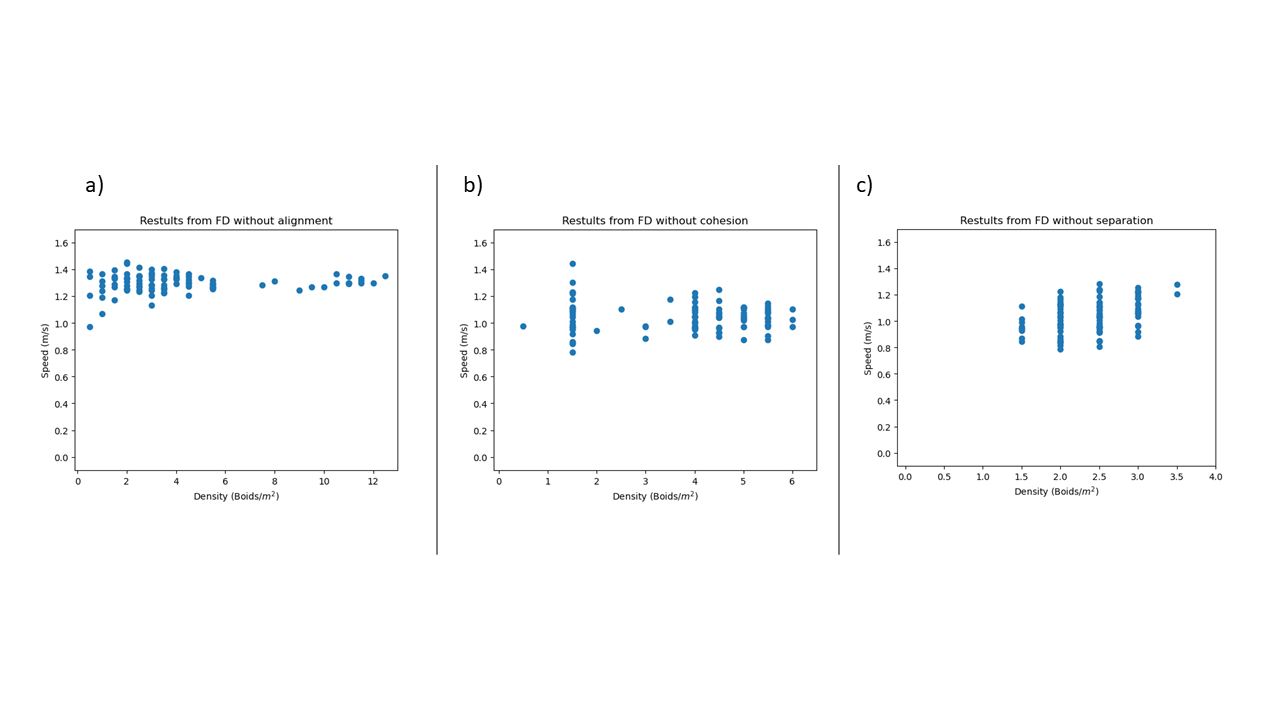 a)
Restults from FD without alignment
1.6
1.4
1.2
1.0
0.8
0.6
0.4
0.2
0.0
Speed (m/s)
0 2 4 6 8 10 12
Density (Boids/m²)
b)
Restults from FD without cohesion
1.6
1.4
1.2
1.0
0.8
0.6
0.4
0.2
0.0
Speed (m/s)
0 1 2 3 4 5 6
Density (Boids/m²)
c)
Restults from FD without separation
1.6
1.4
1.2
1.0
0.8
0.6
0.4
0.2
0.0
Speed (m/s)
0.0 0.5 1.0 1.5 2.0 2.5 3.0 3.5 4.0
Density (Boids/m²)